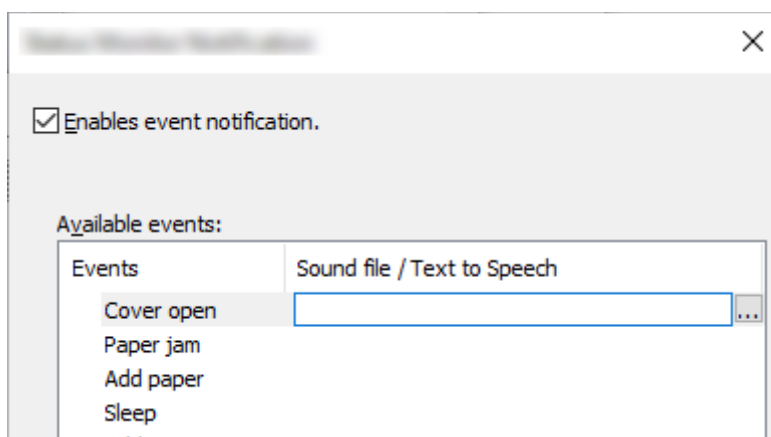 Enables event notification.
Available events:
Events Sound file / Text to Speech
Cover open ...
Paper jam
Add paper
Sleep